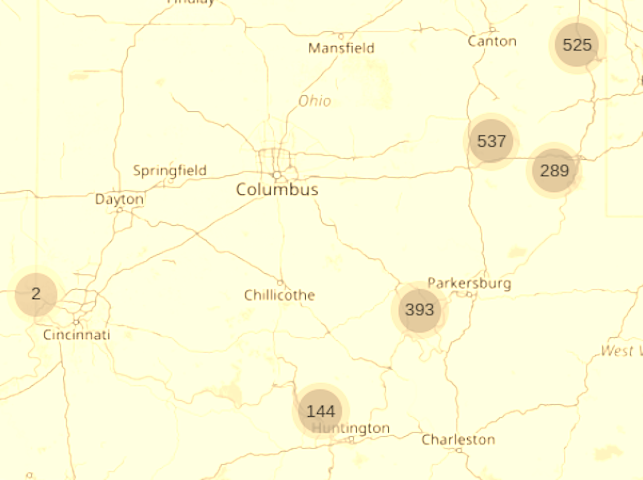 Findlay
Mansfield
Canton
525
Ohio
537
Springfield
289
Columbus
Dayton
Parkersburg
2
Chillicothe
393
Cincinnati
West V
144
Huntington
Charleston